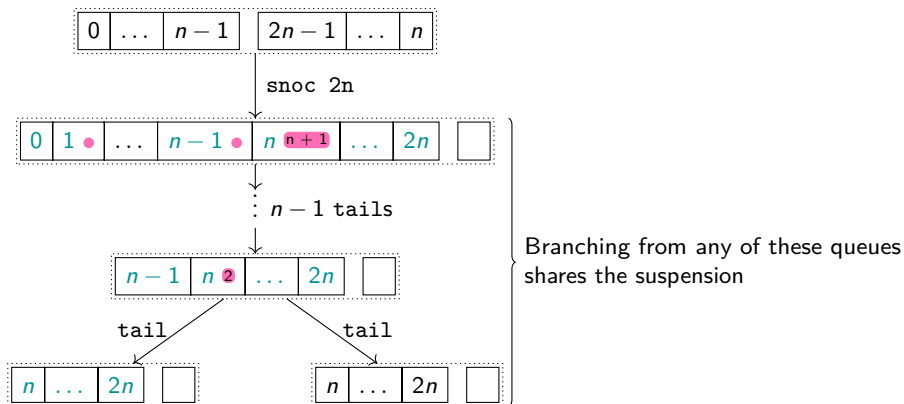 0 … n − 1 2n − 1 … n
snoc 2n
0 1 … n − 1 n n + 1 … 2n
⋮ n − 1 tails
n − 1 n 2 … 2n
Branching from any of these queues
shares the suspension
tail tail
n … 2n n … 2n